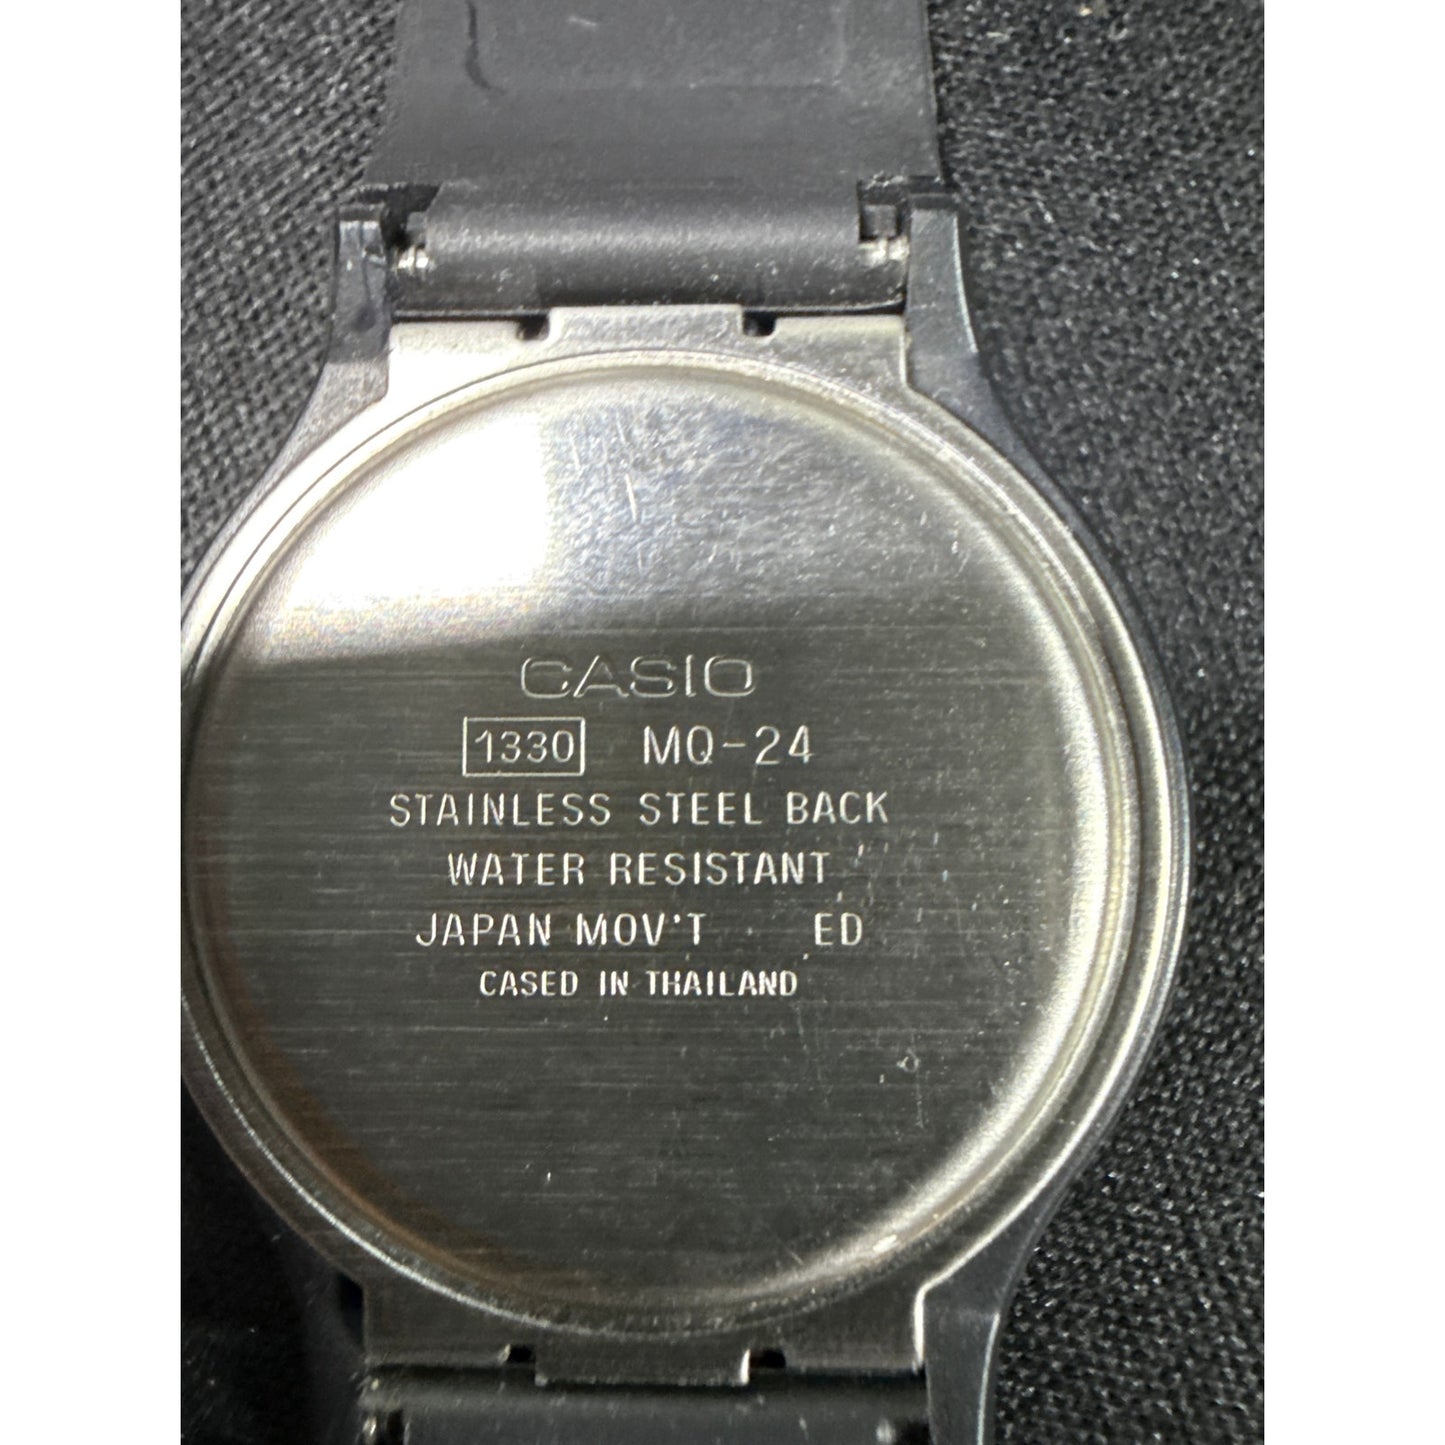 CASIO
1330 MQ-24
STAINLESS STEEL BACK
WATER RESISTANT
JAPAN MOV'T ED
CASED IN THAILAND